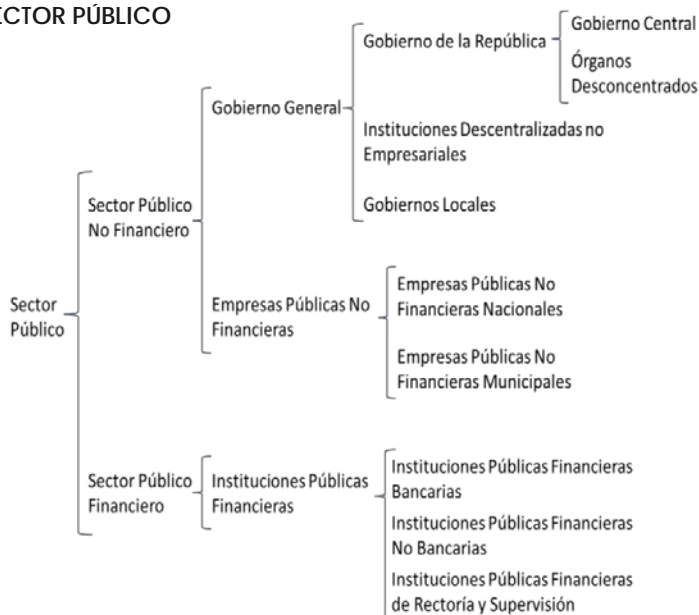 ECTOR PÚBLICO
Gobierno Central
Gobierno de la República
Órganos
Desconcentrados
Gobierno General
Instituciones Descentralizadas no
Empresariales
Sector Público
No Financiero
Gobiernos Locales
Empresas Públicas No
Financieras Nacionales
Sector
Público
Empresas Públicas No
Financieras
Empresas Públicas No
Financieras Municipales
Sector Público
Financiero
Instituciones Públicas
Financieras
Instituciones Públicas Financieras
Bancarias
Instituciones Públicas Financieras
No Bancarias
Instituciones Públicas Financieras
de Rectoría y Supervisión